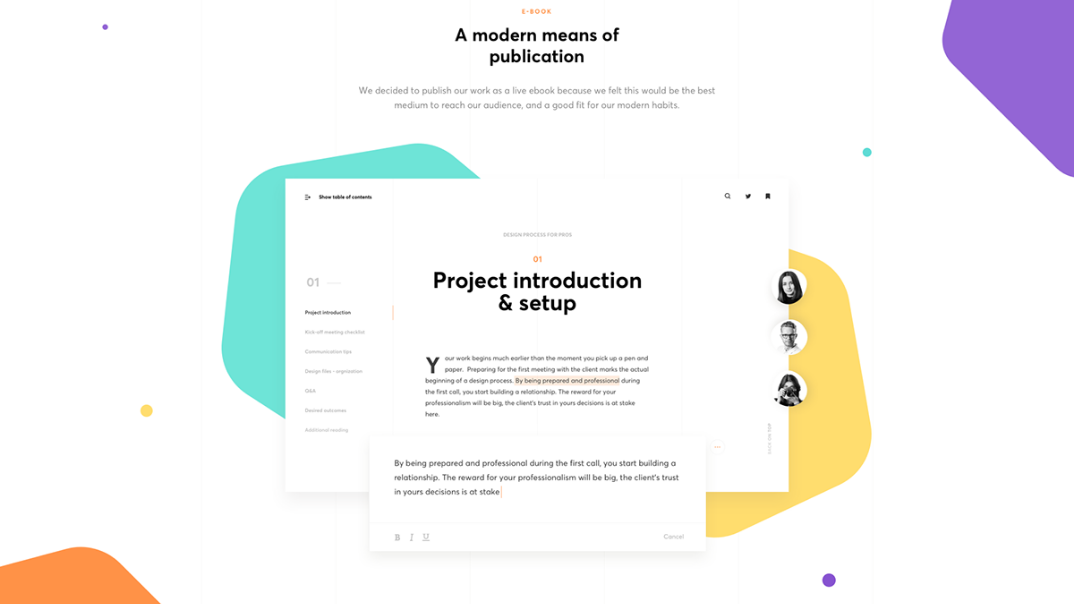 E-BOOK
A modern means of
publication
We decided to publish our work as a live ebook because we felt this would be the best
medium to reach our audience, and a good fit for our modern habits.
Show table of contents
DESIGN PROCESS FOR PROS
01
Project introduction
& setup
01
Project introduction
Kick-off meeting checklist
Communication tips
Design files - orgnisation
Q&A
Desired outcomes
Additional reading
Your work begins much earlier than the moment you pick up a pen and
paper. Preparing for the first meeting with the client marks the actual
beginning of a design process. By being prepared and professional during
the first call, you start building a relationship. The reward for your
professionalism will be big, the client's trust in yours decisions is at stake
here.
BACK ON TOP
By being prepared and professional during the first call, you start building a
relationship. The reward for your professionalism will be big, the client's trust
in yours decisions is at stake
B I U
Cancel